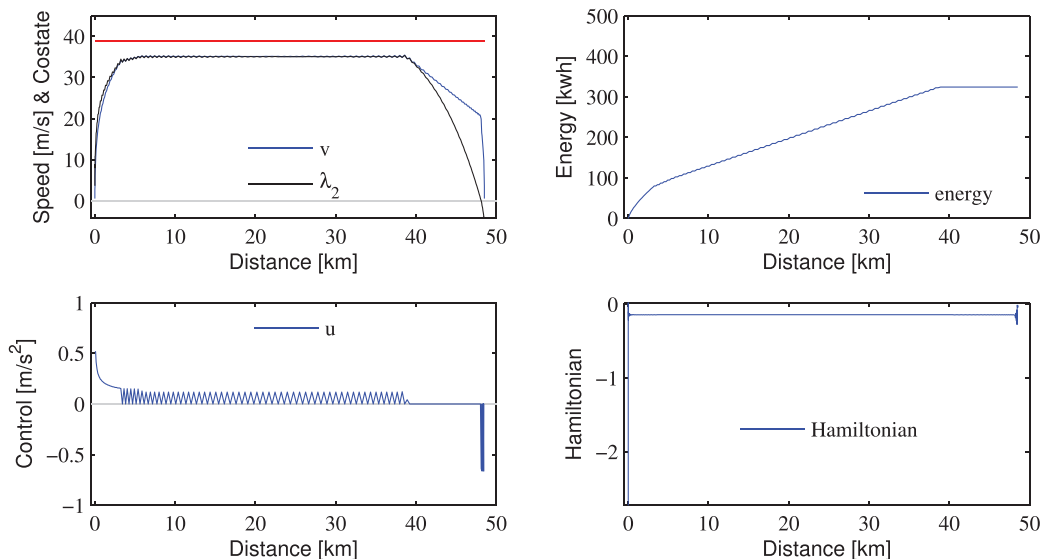 Speed [m/s] & Costate
40
30
20
10
0
v
λ2
0 10 20 30 40 50
Distance [km]
Energy [kwh]
500
400
300
200
100
0
energy
0 10 20 30 40 50
Distance [km]
Control [m/s2]
1
0.5
0
−0.5
−1
u
0 10 20 30 40 50
Distance [km]
Hamiltonian
0
−1
−2
Hamiltonian
0 10 20 30 40 50
Distance [km]